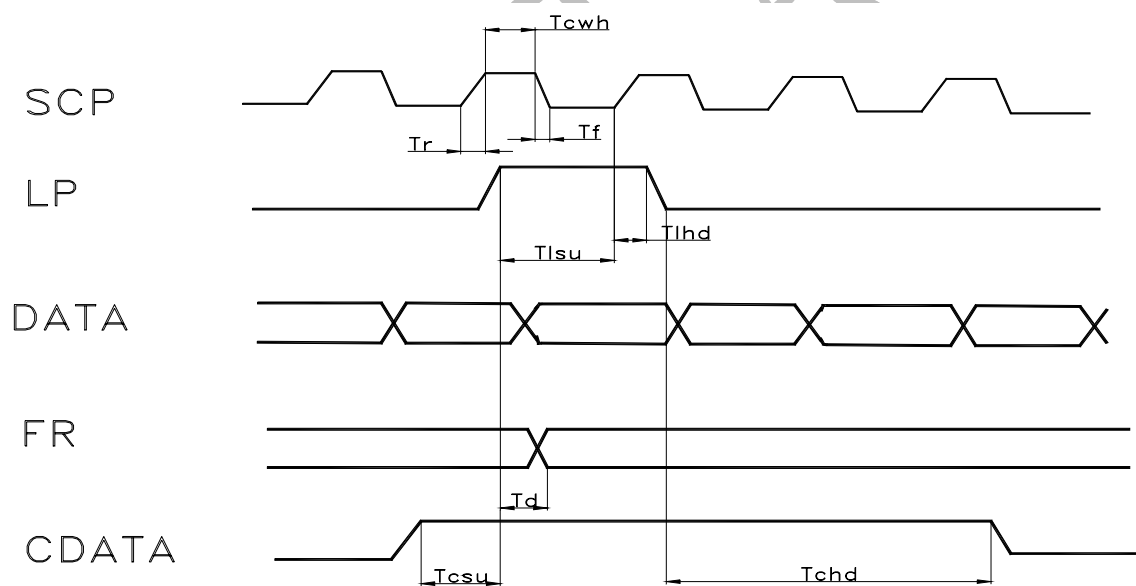 Tcwh
SCP
Tr
Tf
LP
Tlhd
Tlsu
DATA
FR
Td
CDATA
Tcsu
Tchd